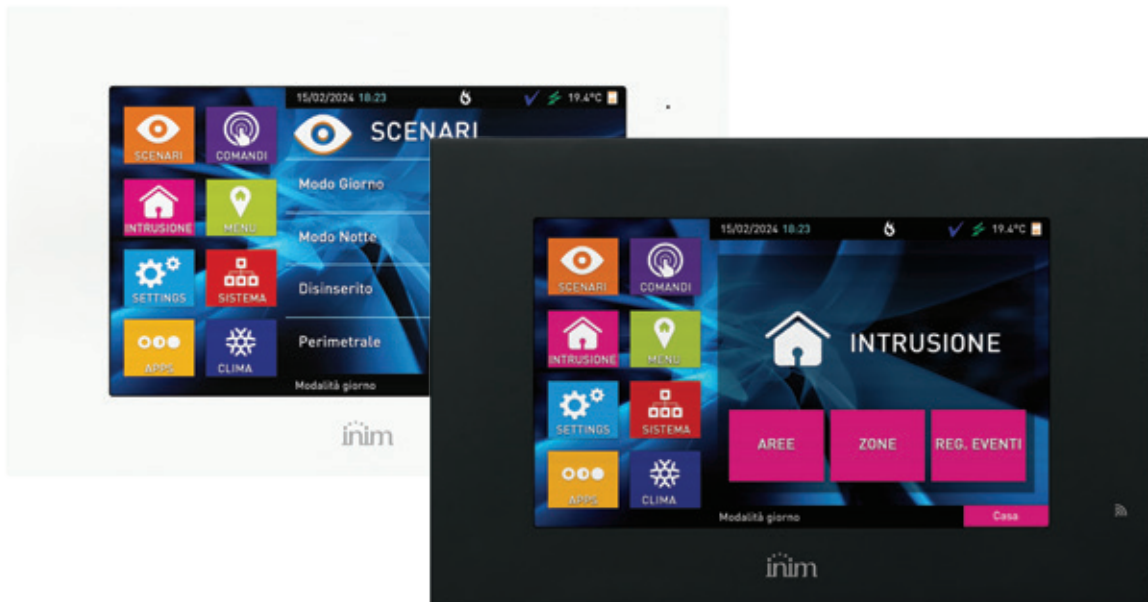 15/02/2024 18:23
19.4°C
SCENARI
COMANDI
INTRUSIONE
MENU
SETTINGS
SISTEMA
APPS
CLIMA
SCENARI
Modo Giorno
Modo Notte
Disinserito
Perimetrale
Modalità giorno
inim
15/02/2024 18:23
19.4°C
SCENARI
COMANDI
INTRUSIONE
MENU
SETTINGS
SISTEMA
APPS
CLIMA
INTRUSIONE
AREE
ZONE
REG. EVENTI
Modalità giorno
Casa
inim